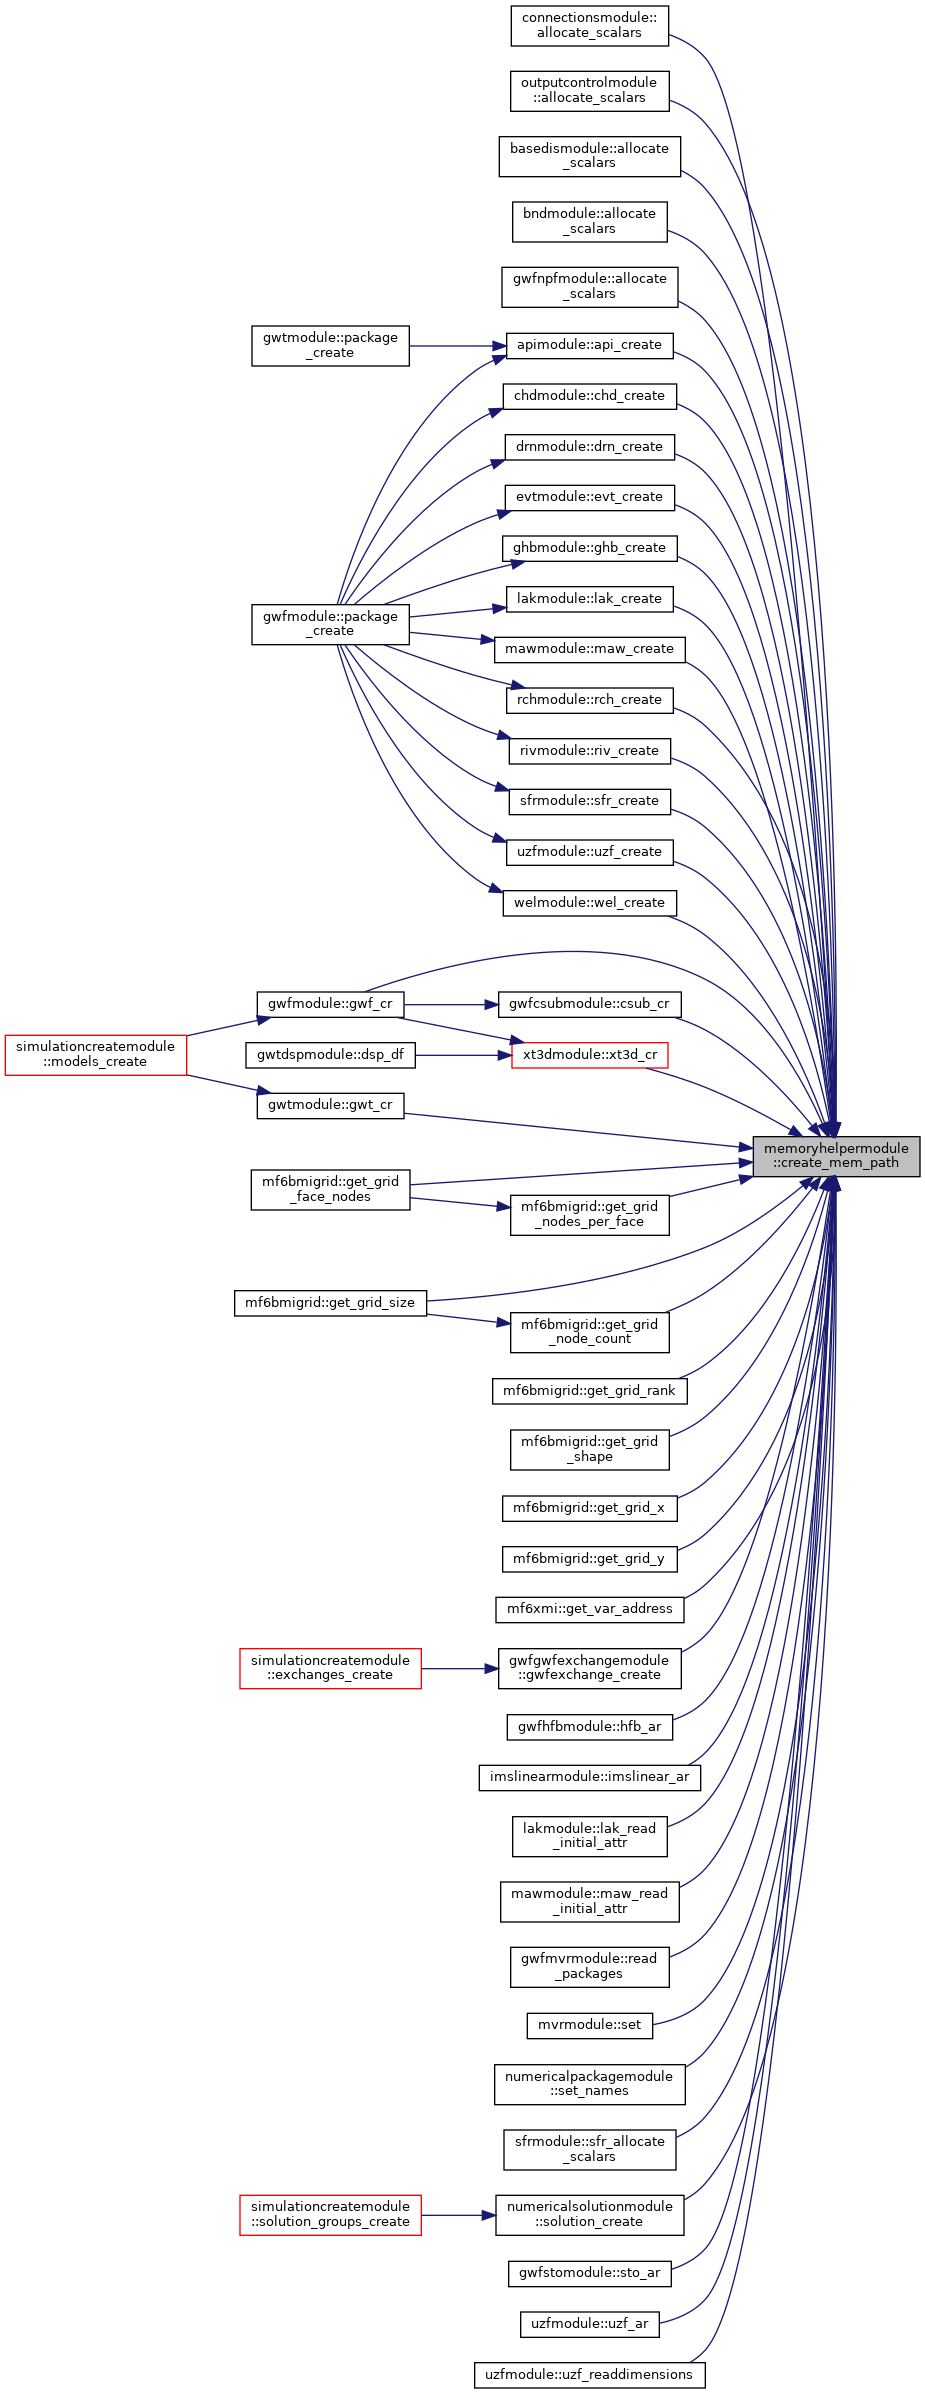 connectionsmodule::
allocate_scalars
outputcontrolmodule
::allocate_scalars
basedismodule::allocate
_scalars
bndmodule::allocate
_scalars
gwfnpfmodule::allocate
_scalars
gwtmodule::package
_create
apimodule::api_create
chdmodule::chd_create
drnmodule::drn_create
evtmodule::evt_create
ghbmodule::ghb_create
lakmodule::lak_create
gwfmodule::package
_create
mawmodule::maw_create
rchmodule::rch_create
rivmodule::riv_create
sfrmodule::sfr_create
uzfmodule::uzf_create
welmodule::wel_create
gwfmodule::gwf_cr
gwfcsubmodule::csub_cr
simulationcreatemodule
::models_create
gwtdspmodule::dsp_df
xt3dmodule::xt3d_cr
gwtmodule::gwt_cr
memoryhelpermodule
::create_mem_path
mf6bmigrid::get_grid
_face_nodes
mf6bmigrid::get_grid
_nodes_per_face
mf6bmigrid::get_grid_size
mf6bmigrid::get_grid
_node_count
mf6bmigrid::get_grid_rank
mf6bmigrid::get_grid
_shape
mf6bmigrid::get_grid_x
mf6bmigrid::get_grid_y
mf6xmi::get_var_address
simulationcreatemodule
::exchanges_create
gwfgwfexchangemodule
::gwfexchange_create
gwfhfbmodule::hfb_ar
imslinearmodule::imslinear_ar
lakmodule::lak_read
_initial_attr
mawmodule::maw_read
_initial_attr
gwfmvrmodule::read
_packages
mvrmodule::set
numericalpackagemodule
::set_names
sfrmodule::sfr_allocate
_scalars
simulationcreatemodule
::solution_groups_create
numericalsolutionmodule
::solution_create
gwfstomodule::sto_ar
uzfmodule::uzf_ar
uzfmodule::uzf_readdimensions